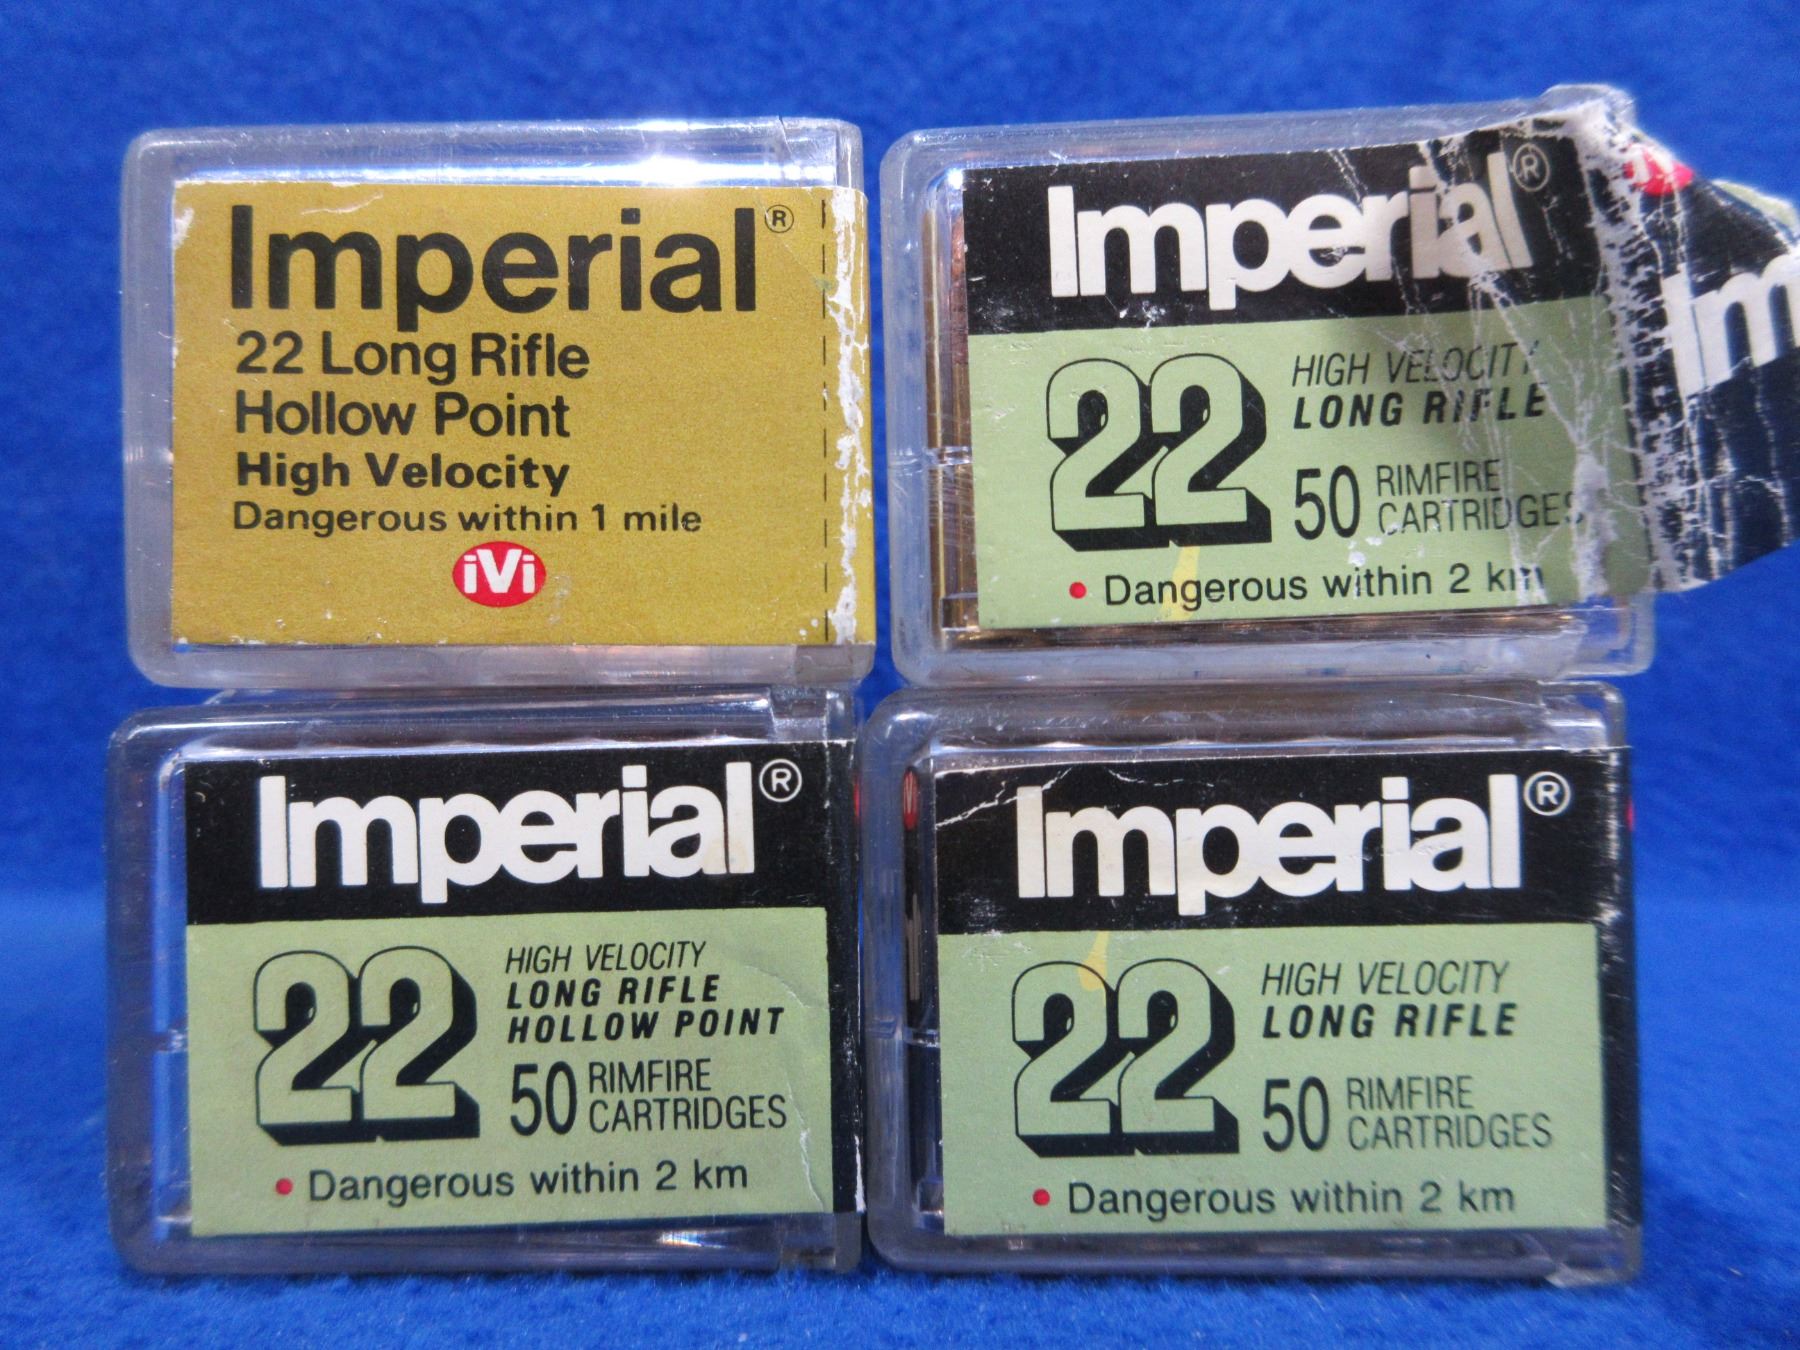 Imperial®
22 Long Rifle
Hollow Point
High Velocity
Dangerous within 1 mile
iVi
Imperial®
22
HIGH VELOCITY
LONG RIFLE
50 RIMFIRE
CARTRIDGES
• Dangerous within 2 km
Im
Imperial®
22
HIGH VELOCITY
LONG RIFLE
HOLLOW POINT
50 RIMFIRE
CARTRIDGES
• Dangerous within 2 km
Imperial®
22
HIGH VELOCITY
LONG RIFLE
50 RIMFIRE
CARTRIDGES
• Dangerous within 2 km